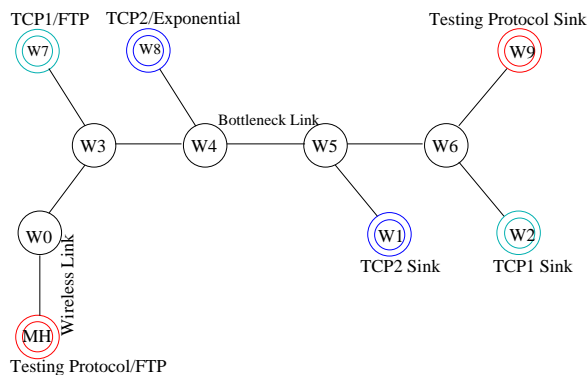 TCP1/FTP
TCP2/Exponential
Testing Protocol Sink
W7
W8
W9
Bottleneck Link
W3
W4
W5
W6
W0
W1
W2
TCP2 Sink
TCP1 Sink
Wireless Link
MH
Testing Protocol/FTP